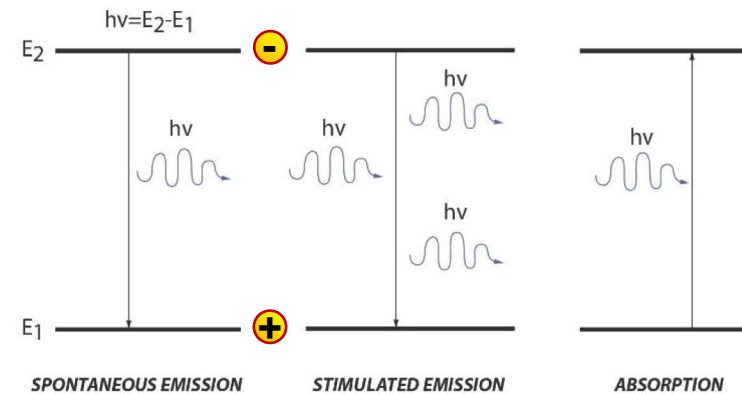 hν=E₂-E₁
E₂
-
hν
hν
hν
hν
hν
E₁
+
SPONTANEOUS EMISSION
STIMULATED EMISSION
ABSORPTION